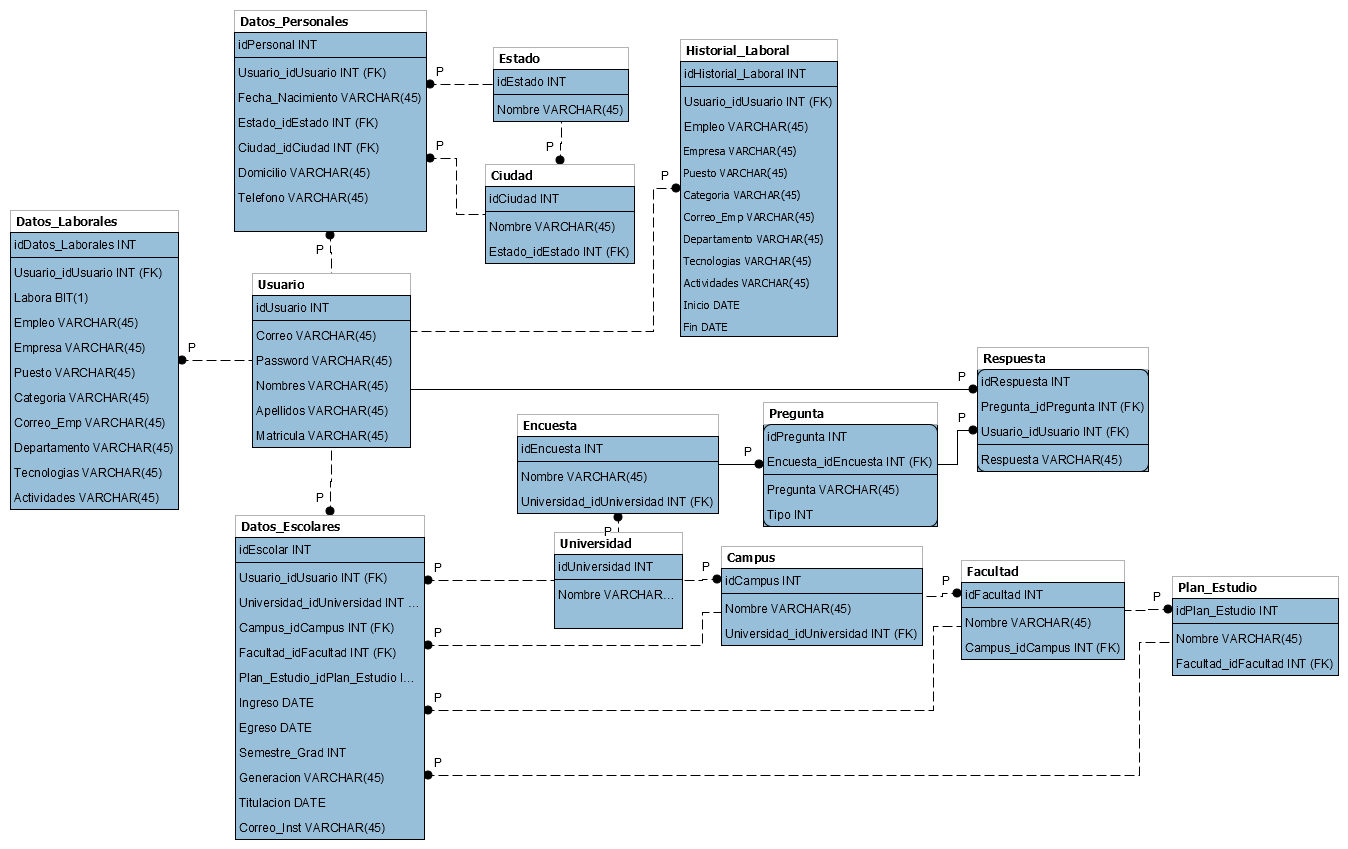 Datos_Personales
idPersonal INT
Usuario_idUsuario INT (FK)
Fecha_Nacimiento VARCHAR(45)
Estado_idEstado INT (FK)
Ciudad_idCiudad INT (FK)
Domicilio VARCHAR(45)
Telefono VARCHAR(45)
P
P
P
Estado
idEstado INT
Nombre VARCHAR(45)
P
Ciudad
idCiudad INT
Nombre VARCHAR(45)
Estado_idEstado INT (FK)
Historial_Laboral
idHistorial_Laboral INT
Usuario_idUsuario INT (FK)
Empleo VARCHAR(45)
Empresa VARCHAR(45)
Puesto VARCHAR(45)
Categoria VARCHAR(45)
Correo_Emp VARCHAR(45)
Departamento VARCHAR(45)
Tecnologias VARCHAR(45)
Actividades VARCHAR(45)
Inicio DATE
Fin DATE
P
Datos_Laborales
idDatos_Laborales INT
Usuario_idUsuario INT (FK)
Labora BIT(1)
Empleo VARCHAR(45)
Empresa VARCHAR(45)
Puesto VARCHAR(45)
Categoria VARCHAR(45)
Correo_Emp VARCHAR(45)
Departamento VARCHAR(45)
Tecnologias VARCHAR(45)
Actividades VARCHAR(45)
P
Usuario
idUsuario INT
Correo VARCHAR(45)
Password VARCHAR(45)
Nombres VARCHAR(45)
Apellidos VARCHAR(45)
Matricula VARCHAR(45)
P
Respuesta
idRespuesta INT
Pregunta_idPregunta INT (FK)
Usuario_idUsuario INT (FK)
Respuesta VARCHAR(45)
P
P
Encuesta
idEncuesta INT
Nombre VARCHAR(45)
Universidad_idUniversidad INT (FK)
P
Pregunta
idPregunta INT
Encuesta_idEncuesta INT (FK)
Pregunta VARCHAR(45)
Tipo INT
P
Datos_Escolares
idEscolar INT
Usuario_idUsuario INT (FK)
Universidad_idUniversidad INT ...
Campus_idCampus INT (FK)
Facultad_idFacultad INT (FK)
Plan_Estudio_idPlan_Estudio I...
Ingreso DATE
Egreso DATE
Semestre_Grad INT
Generacion VARCHAR(45)
Titulacion DATE
Correo_Inst VARCHAR(45)
P
P
P
P
Universidad
idUniversidad INT
Nombre VARCHAR...
P
Campus
idCampus INT
Nombre VARCHAR(45)
Universidad_idUniversidad INT (FK)
P
Facultad
idFacultad INT
Nombre VARCHAR(45)
Campus_idCampus INT (FK)
P
Plan_Estudio
idPlan_Estudio INT
Nombre VARCHAR(45)
Facultad_idFacultad INT (FK)